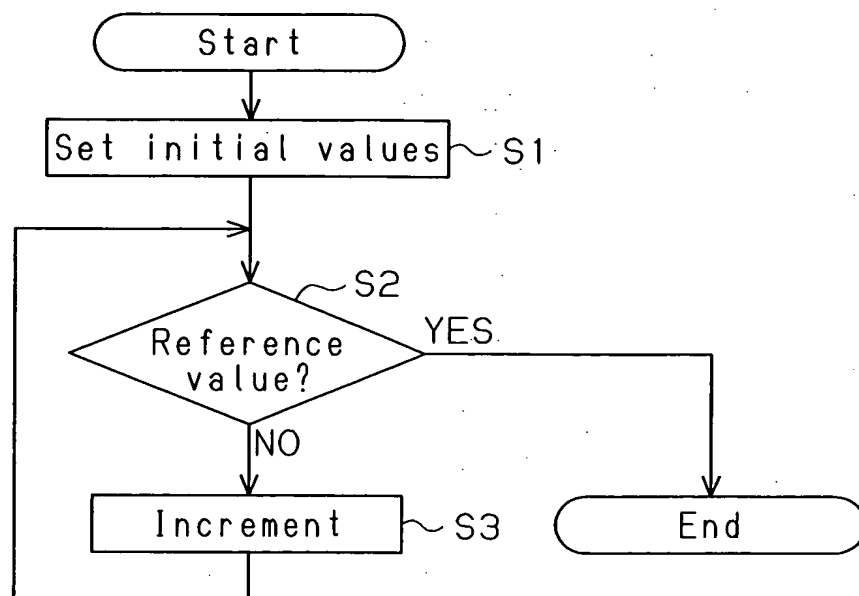 Start
Set initial values
S1
S2
Reference
value?
YES
NO
Increment
S3
End